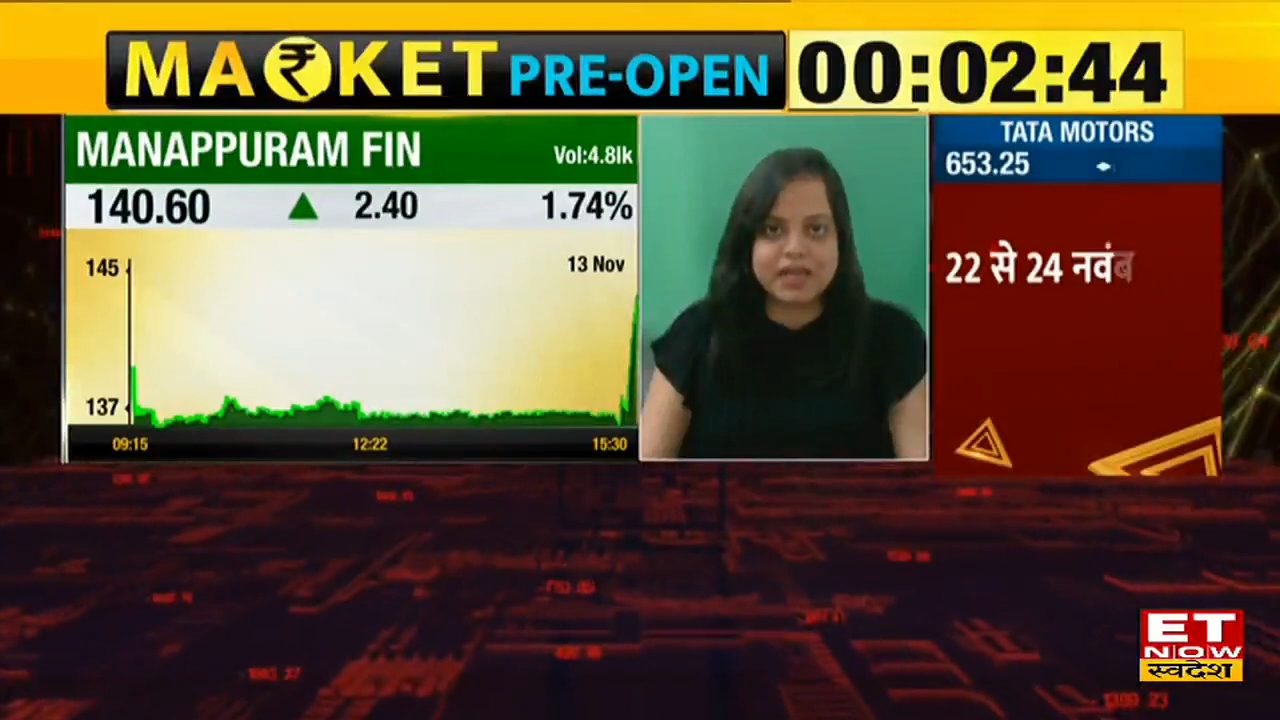 MA₹KET PRE-OPEN 00:02:44
MANAPPURAM FIN Vol:4.8lk
140.60 ▲ 2.40 1.74%
145 13 Nov
137
09:15 12:22 15:30
TATA MOTORS
653.25
22 से 24 नवंब
ET
NOW
स्वदेश